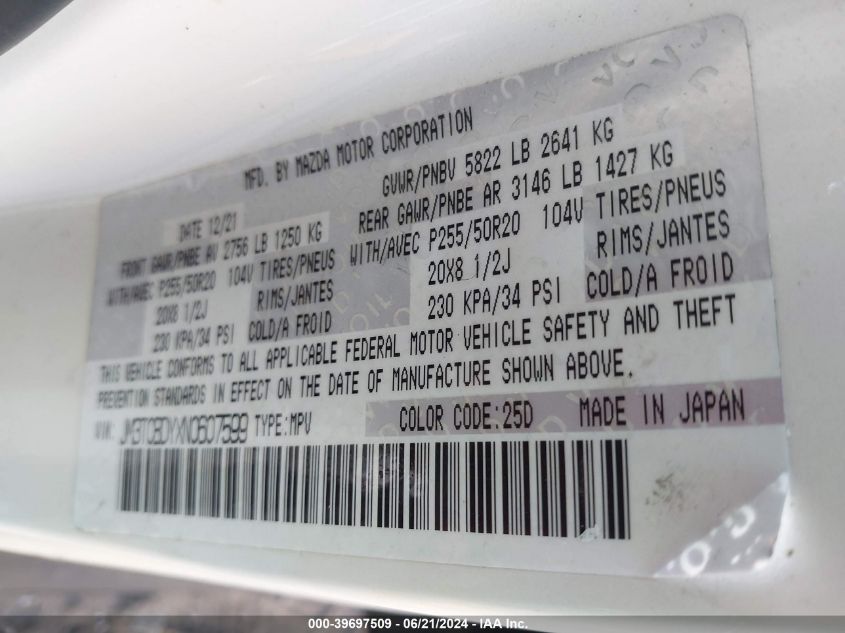 MFD. BY MAZDA MOTOR CORPORATION
DATE 12/21
GVWR/PNBV 5822 LB 2641 KG
FRONT GAWR/PNBE AV 2756 LB 1250 KG
REAR GAWR/PNBE AR 3146 LB 1427 KG
WITH/AVEC P255/50R20 104V TIRES/PNEUS
WITH/AVEC P255/50R20 104V TIRES/PNEUS
20X8 1/2J RIMS/JANTES
20X8 1/2J RIMS/JANTES
230 KPA/34 PSI COLD/A FROID
230 KPA/34 PSI COLD/A FROID
THIS VEHICLE CONFORMS TO ALL APPLICABLE FEDERAL MOTOR VEHICLE SAFETY AND THEFT
PREVENTION STANDARDS IN EFFECT ON THE DATE OF MANUFACTURE SHOWN ABOVE.
VIN: JM3TCBDYXN0607599 TYPE:MPV COLOR CODE:25D MADE IN JAPAN
000-39697509 - 06/21/2024 - IAA Inc.